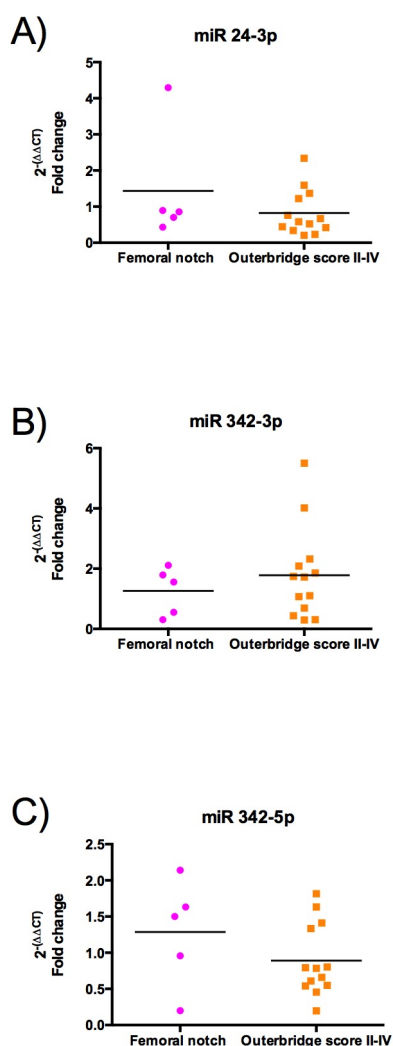 A)
miR 24-3p
2-(ΔΔCT)
Fold change
5
4
3
2
1
0
Femoral notch Outerbridge score II-IV
B)
miR 342-3p
2-(ΔΔCT)
Fold change
6
4
2
0
Femoral notch Outerbridge score II-IV
C)
miR 342-5p
2-(ΔΔCT)
Fold change
2.5
2.0
1.5
1.0
0.5
0.0
Femoral notch Outerbridge score II-IV